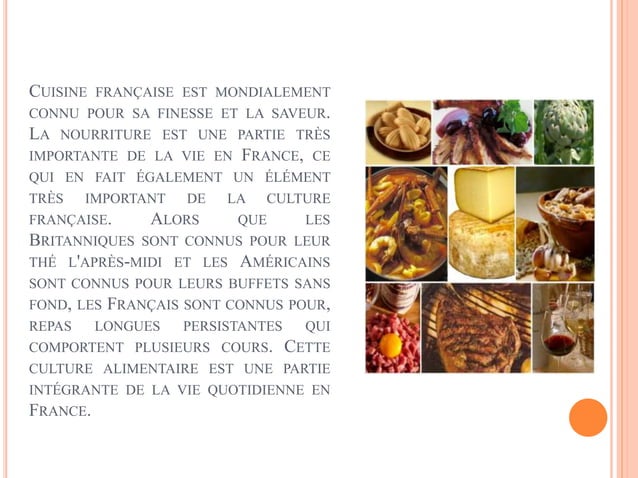 Cuisine française est mondialement
connu pour sa finesse et la saveur.
La nourriture est une partie très
importante de la vie en France, ce
qui en fait également un élément
très important de la culture
française. Alors que les
Britanniques sont connus pour leur
thé l'après-midi et les Américains
sont connus pour leurs buffets sans
fond, les Français sont connus pour,
repas longues persistantes qui
comportent plusieurs cours. Cette
culture alimentaire est une partie
intégrante de la vie quotidienne en
France.